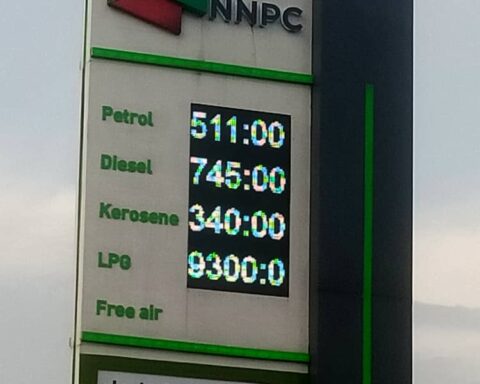 NNPC
Petrol 511:00
Diesel 745:00
Kerosene 340:00
LPG 9300:0
Free air